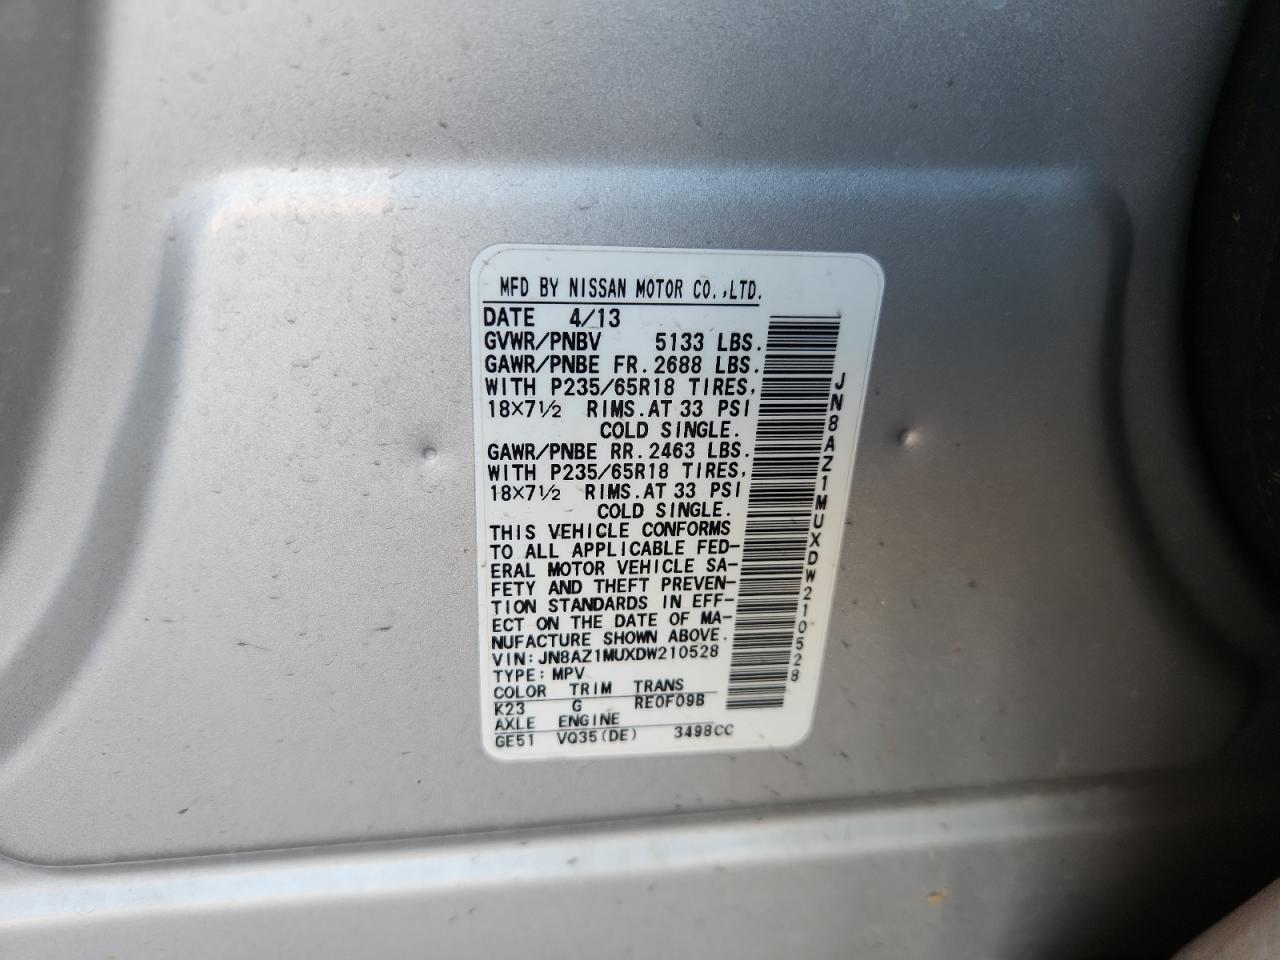 MFD BY NISSAN MOTOR CO.,LTD.
DATE 4/13
GVWR/PNBV 5133 LBS.
GAWR/PNBE FR. 2688 LBS.
WITH P235/65R18 TIRES,
18×7½ RIMS. AT 33 PSI
COLD SINGLE.
GAWR/PNBE RR. 2463 LBS.
WITH P235/65R18 TIRES,
18×7½ RIMS. AT 33 PSI
COLD SINGLE.
THIS VEHICLE CONFORMS
TO ALL APPLICABLE FED-
ERAL MOTOR VEHICLE SA-
FETY AND THEFT PREVEN-
TION STANDARDS IN EFF-
ECT ON THE DATE OF MA-
NUFACTURE SHOWN ABOVE.
VIN: JN8AZ1MUXDW210528
TYPE: MPV
COLOR TRIM TRANS
K23 G RE0F09B
AXLE ENGINE
GE51 VQ35(DE) 3498CC
JN8AZ1MUXDW210528